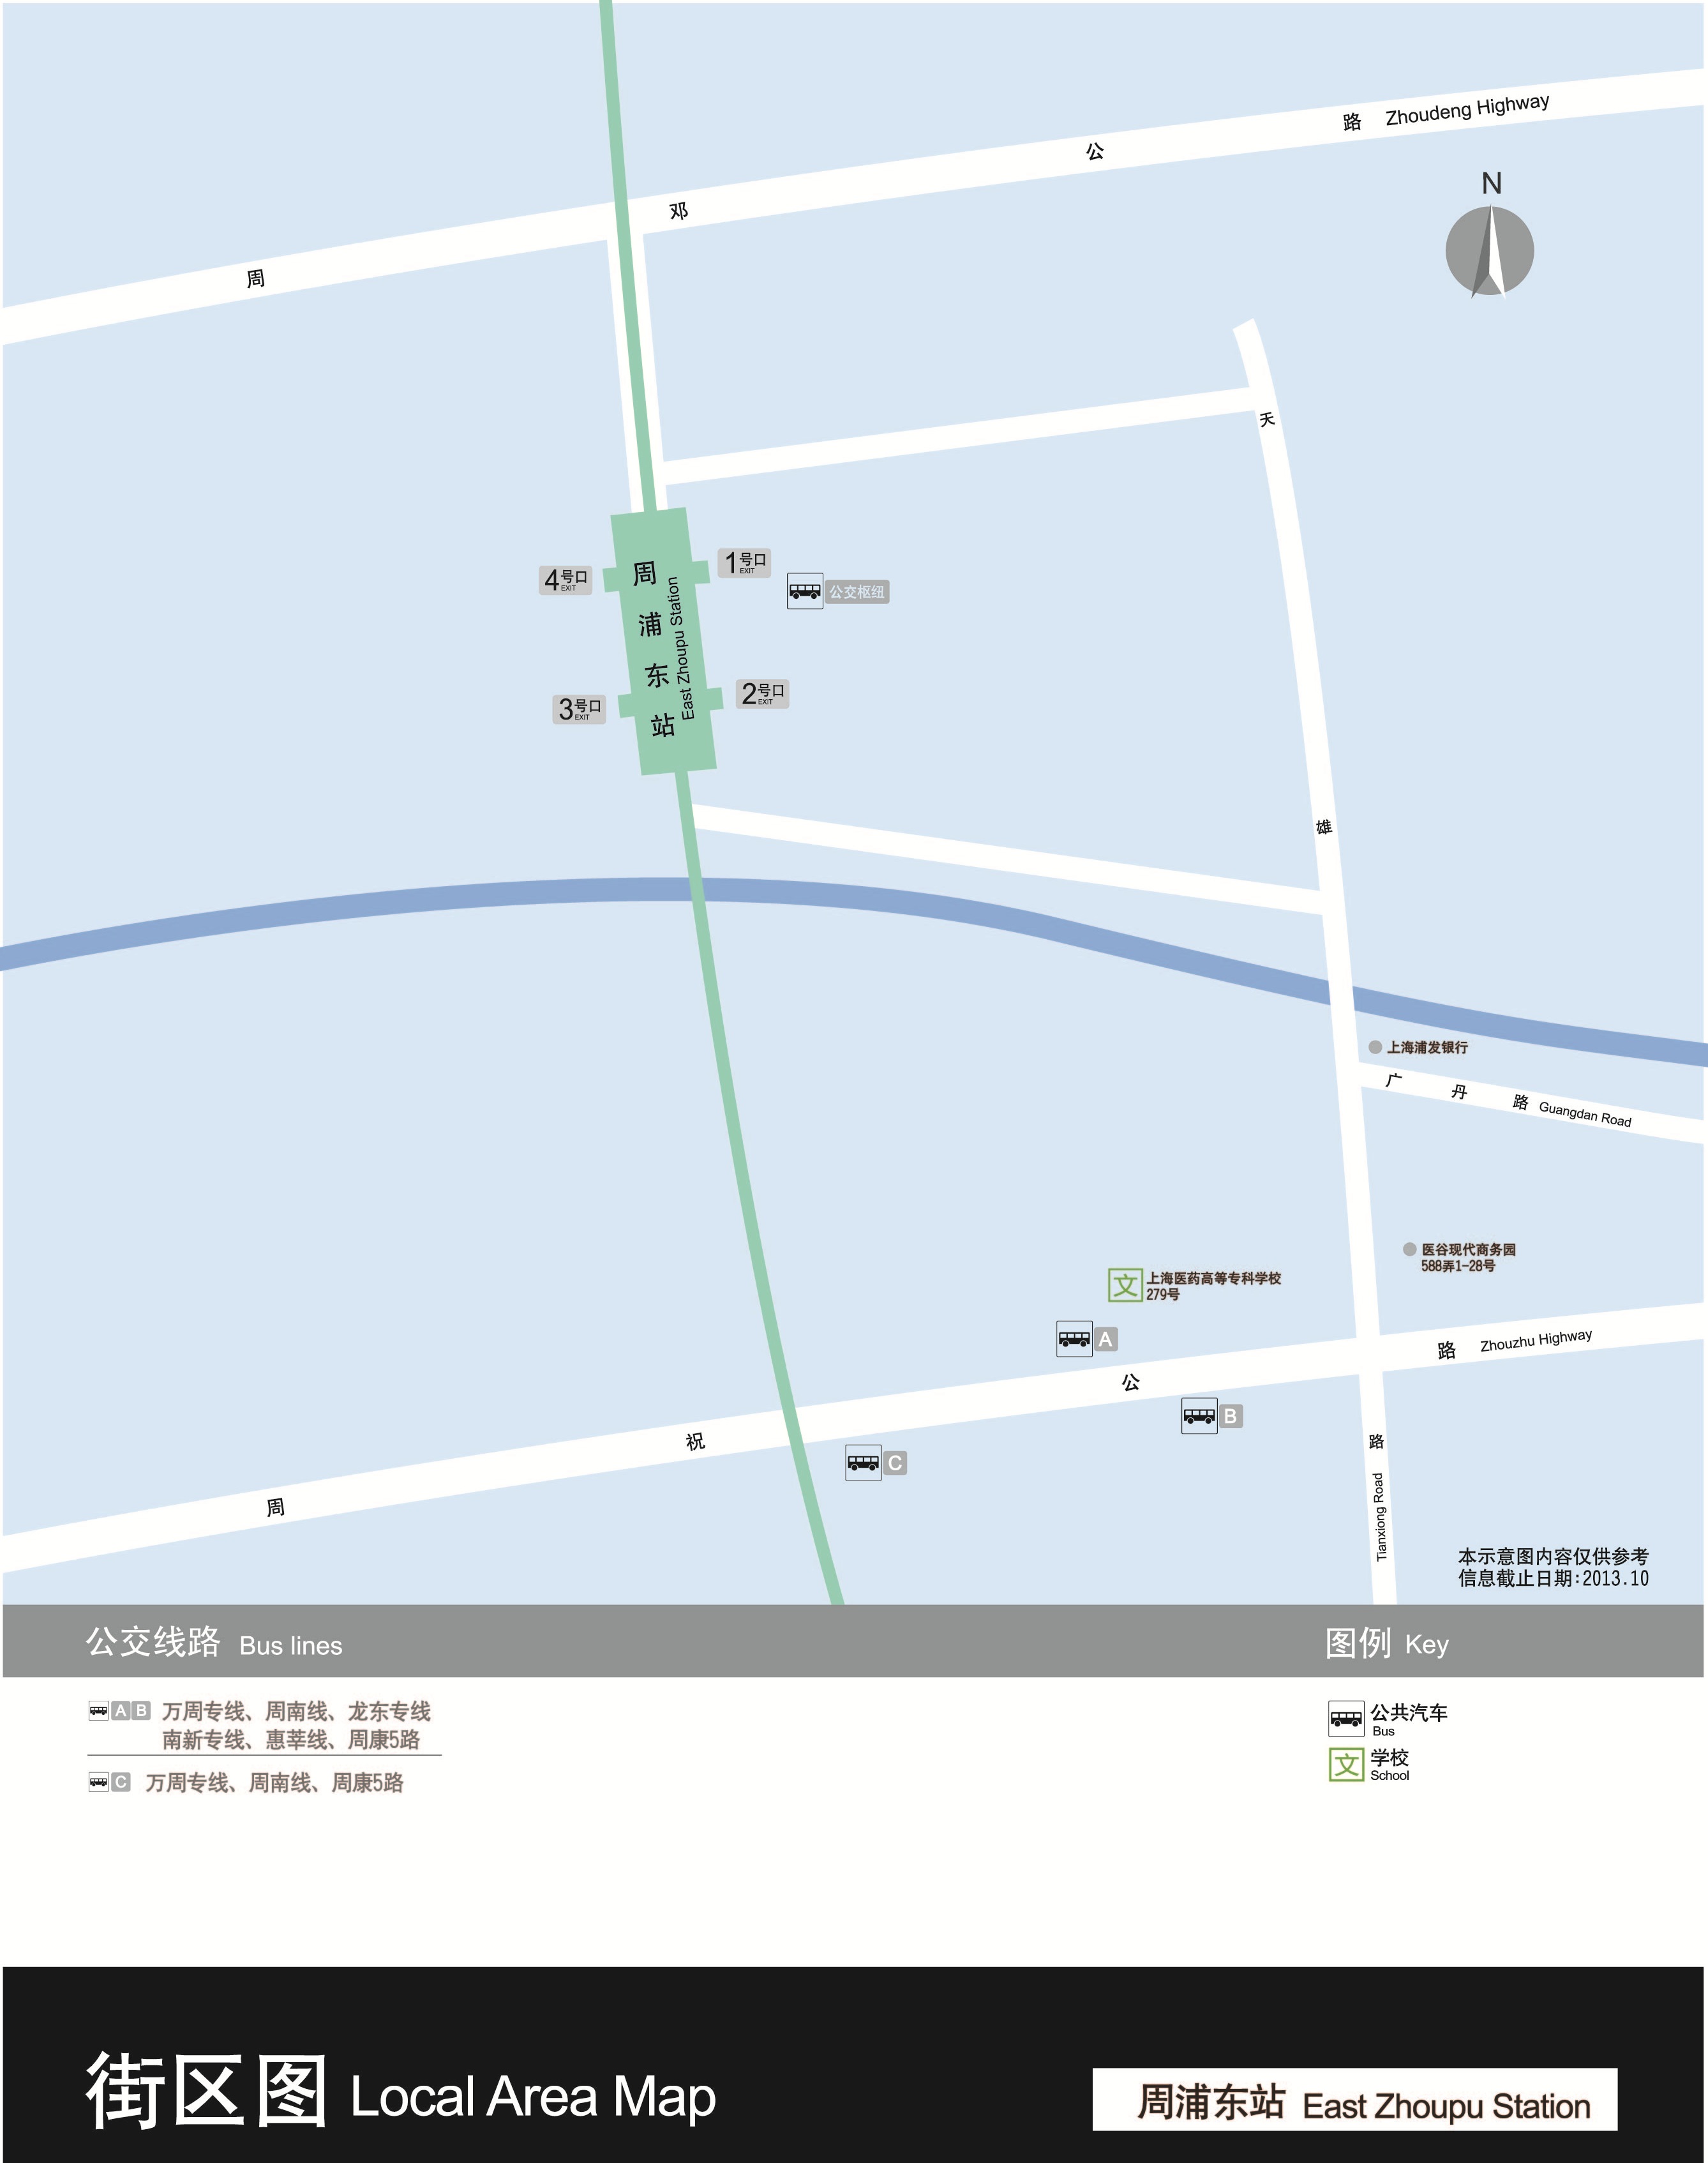 周邓公路 Zhoudeng Highway
N
天雄路 Tianxiong Road
4号口 EXIT
1号口 EXIT
公交枢纽
周浦东站
East Zhoupu Station
3号口 EXIT
2号口 EXIT
上海浦发银行
广丹路 Guangdan Road
医谷现代商务园
588弄1-28号
文 上海医药高等专科学校
279号
A
周祝公路 Zhouzhu Highway
B
C
本示意图内容仅供参考
信息截止日期:2013.10
公交线路 Bus lines
图例 Key
A B 万周专线、周南线、龙东专线
南新专线、惠莘线、周康5路
C 万周专线、周南线、周康5路
公共汽车
Bus
文 学校
School
街区图 Local Area Map
周浦东站 East Zhoupu Station